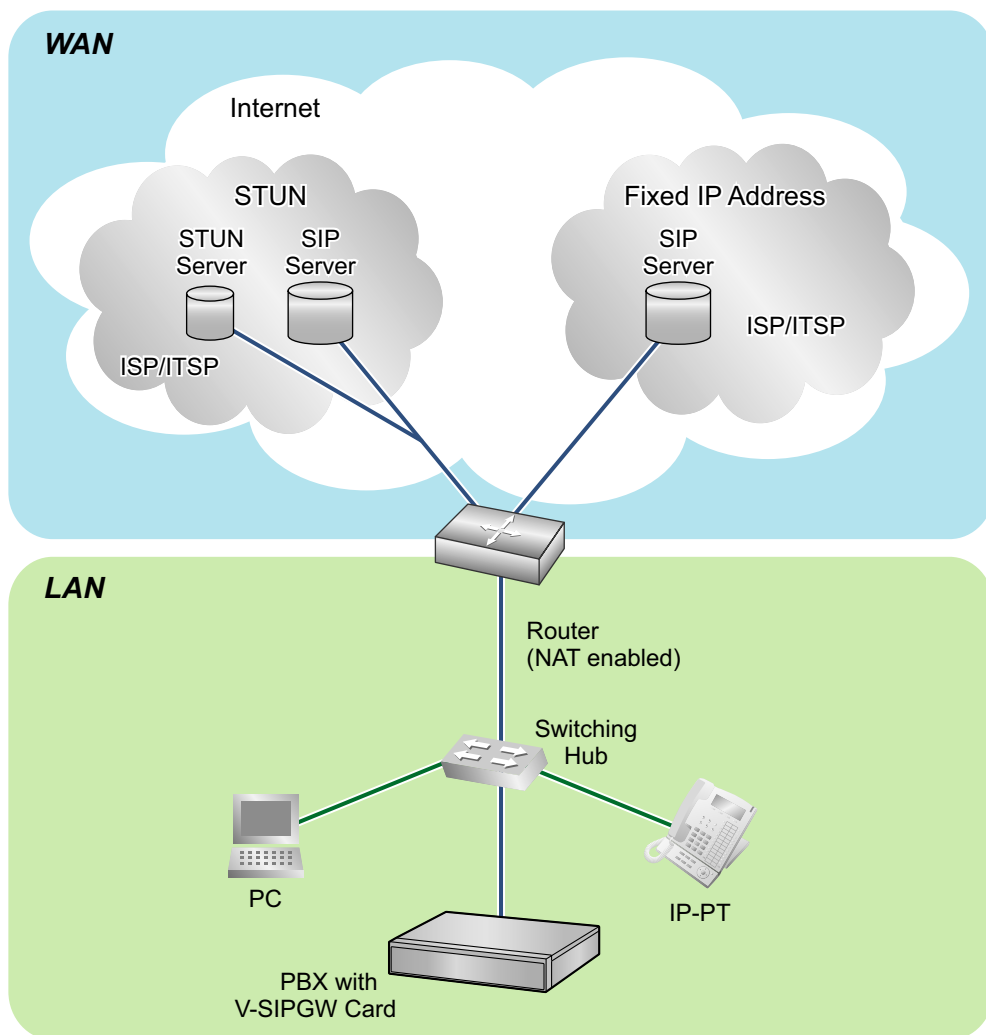 WAN
Internet
STUN
Fixed IP Address
STUN
Server
SIP
Server
SIP
Server
ISP/ITSP
ISP/ITSP
LAN
Router
(NAT enabled)
Switching
Hub
PC
IP-PT
PBX with
V-SIPGW Card